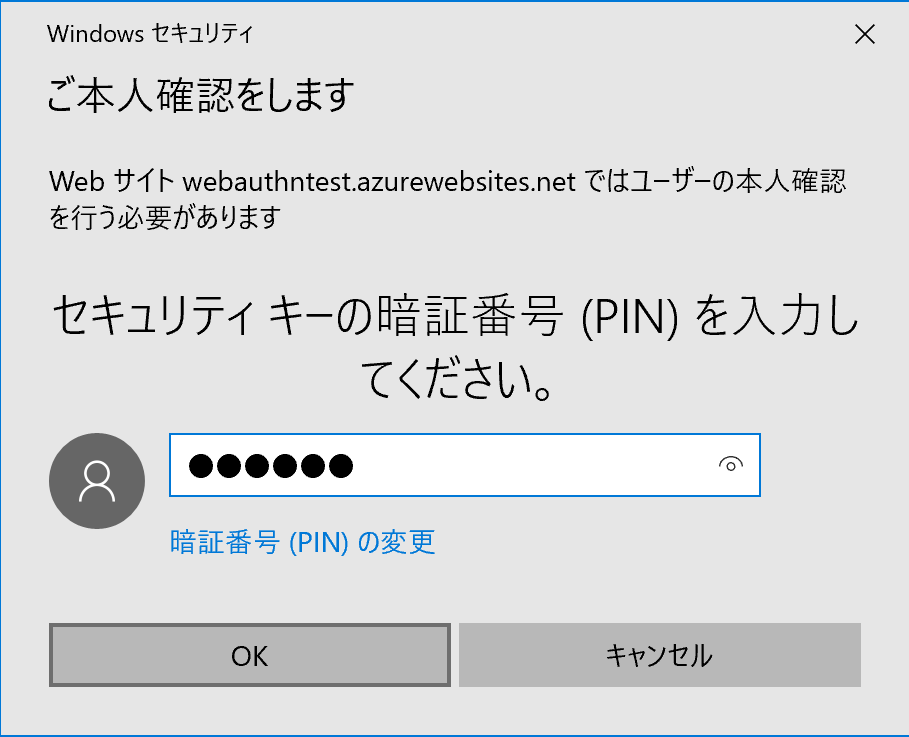 Windows セキュリティ
ご本人確認をします
Web サイト webauthntest.azurewebsites.net ではユーザーの本人確認
を行う必要があります
セキュリティ キーの暗証番号 (PIN) を入力し
てください。
●●●●●●
暗証番号 (PIN) の変更
OK キャンセル